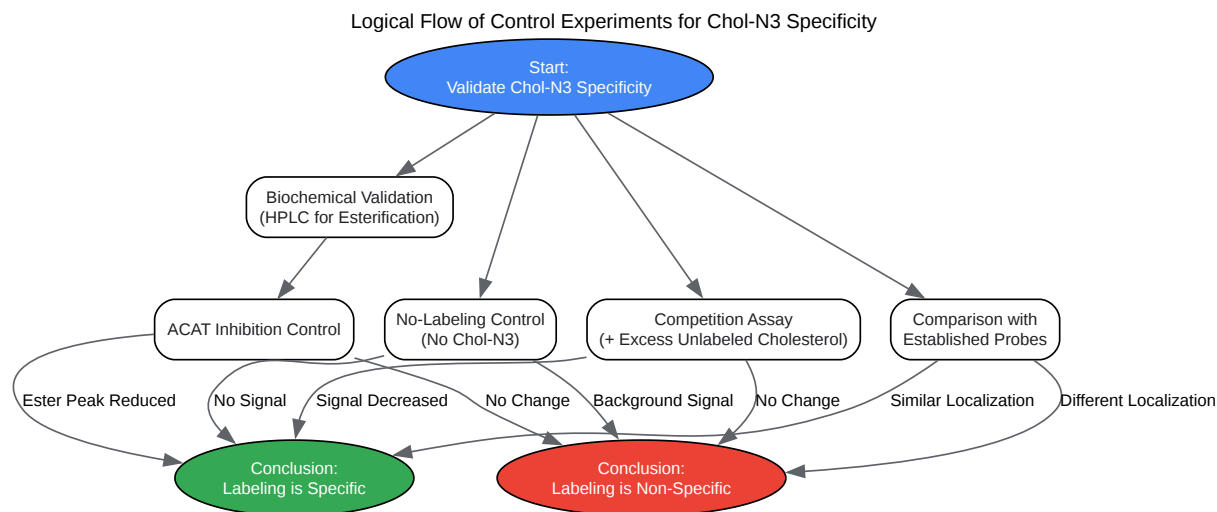 Logical Flow of Control Experiments for Chol-N3 Specificity
Start:
Validate Chol-N3 Specificity
Biochemical Validation
(HPLC for Esterification)
ACAT Inhibition Control
No-Labeling Control
(No Chol-N3)
Competition Assay
(+ Excess Unlabeled Cholesterol)
Comparison with
Established Probes
Ester Peak Reduced
No Signal
Signal Decreased
No Change
Background Signal
No Change
Similar Localization
Different Localization
Conclusion:
Labeling is Specific
Conclusion:
Labeling is Non-Specific